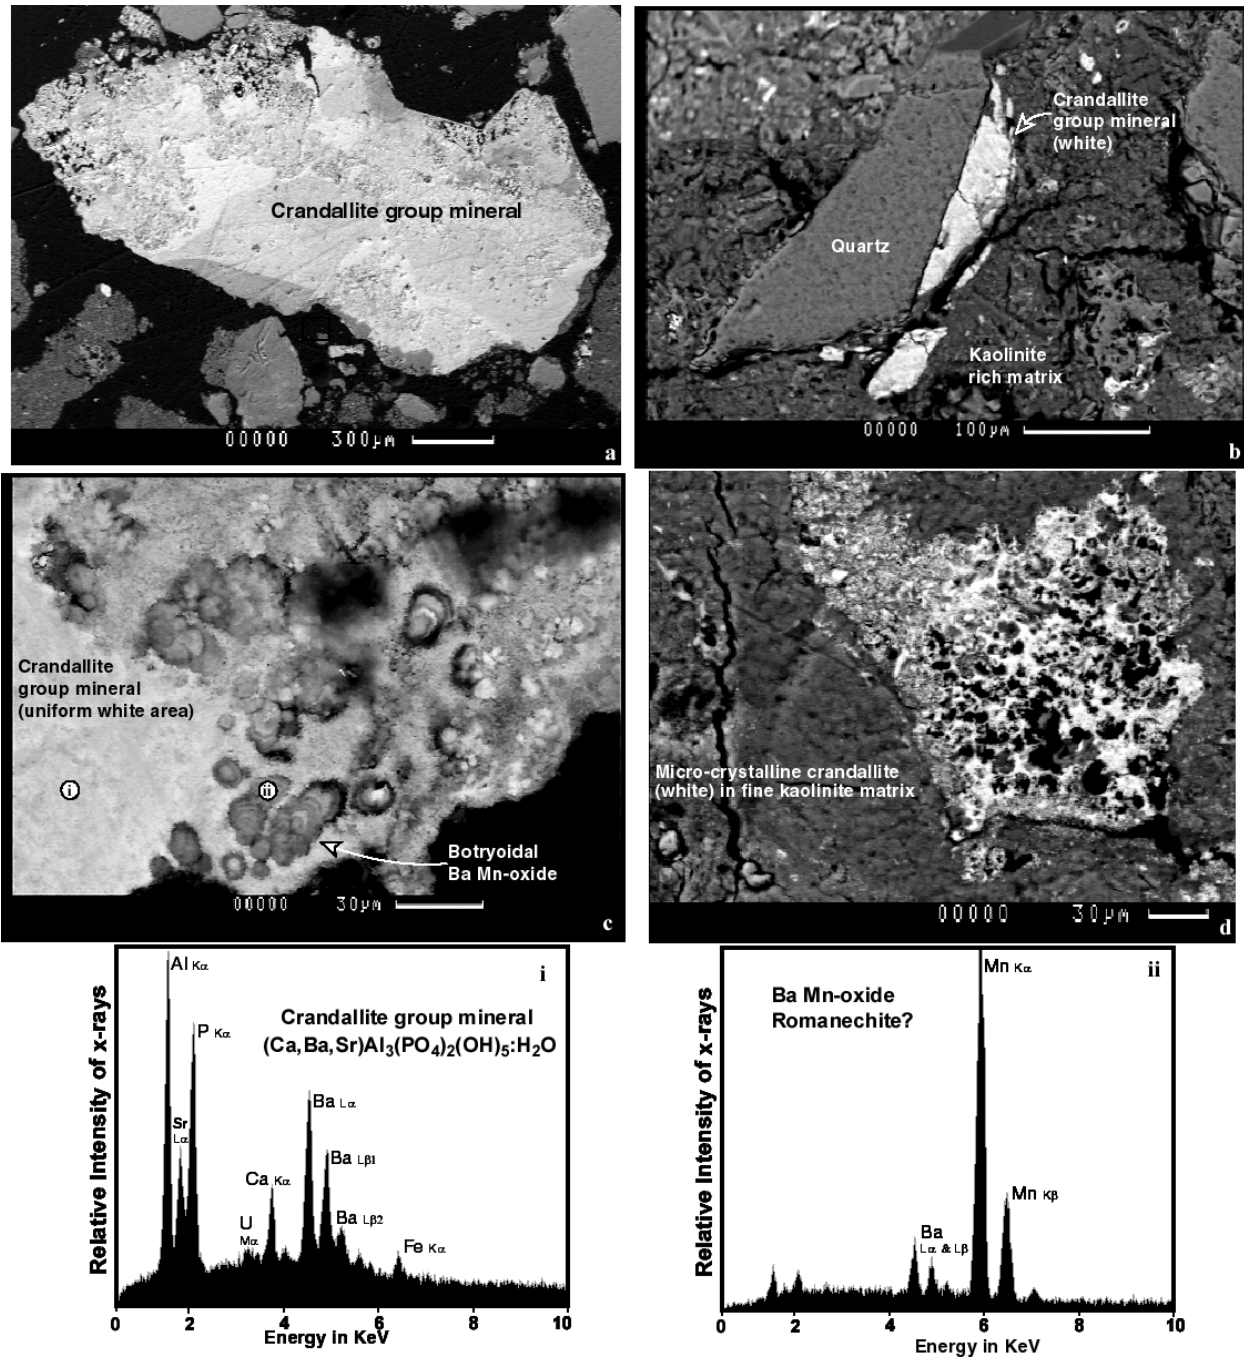 Crandallite group mineral
00000 300µm
a
Crandallite
group mineral
(white)
Quartz
Kaolinite
rich matrix
00000 100µm
b
Crandallite
group mineral
(uniform white area)
i
ii
Botryoidal
Ba Mn-oxide
00000 30µm
c
Micro-crystalline crandallite
(white) in fine kaolinite matrix
00000 30µm
d
Relative Intensity of x-rays
Al Kα
i
P Kα
Crandallite group mineral
(Ca,Ba,Sr)Al3(PO4)2(OH)5:H2O
Sr
Lα
Ba Lα
Ba Lβ1
Ca Kα
Ba Lβ2
U
Mα
Fe Kα
0 2 4 6 8 10
Energy in KeV
Relative Intensity of x-rays
Mn Kα
ii
Ba Mn-oxide
Romanechite?
Mn Kβ
Ba
Lα & Lβ
0 2 4 6 8 10
Energy in KeV